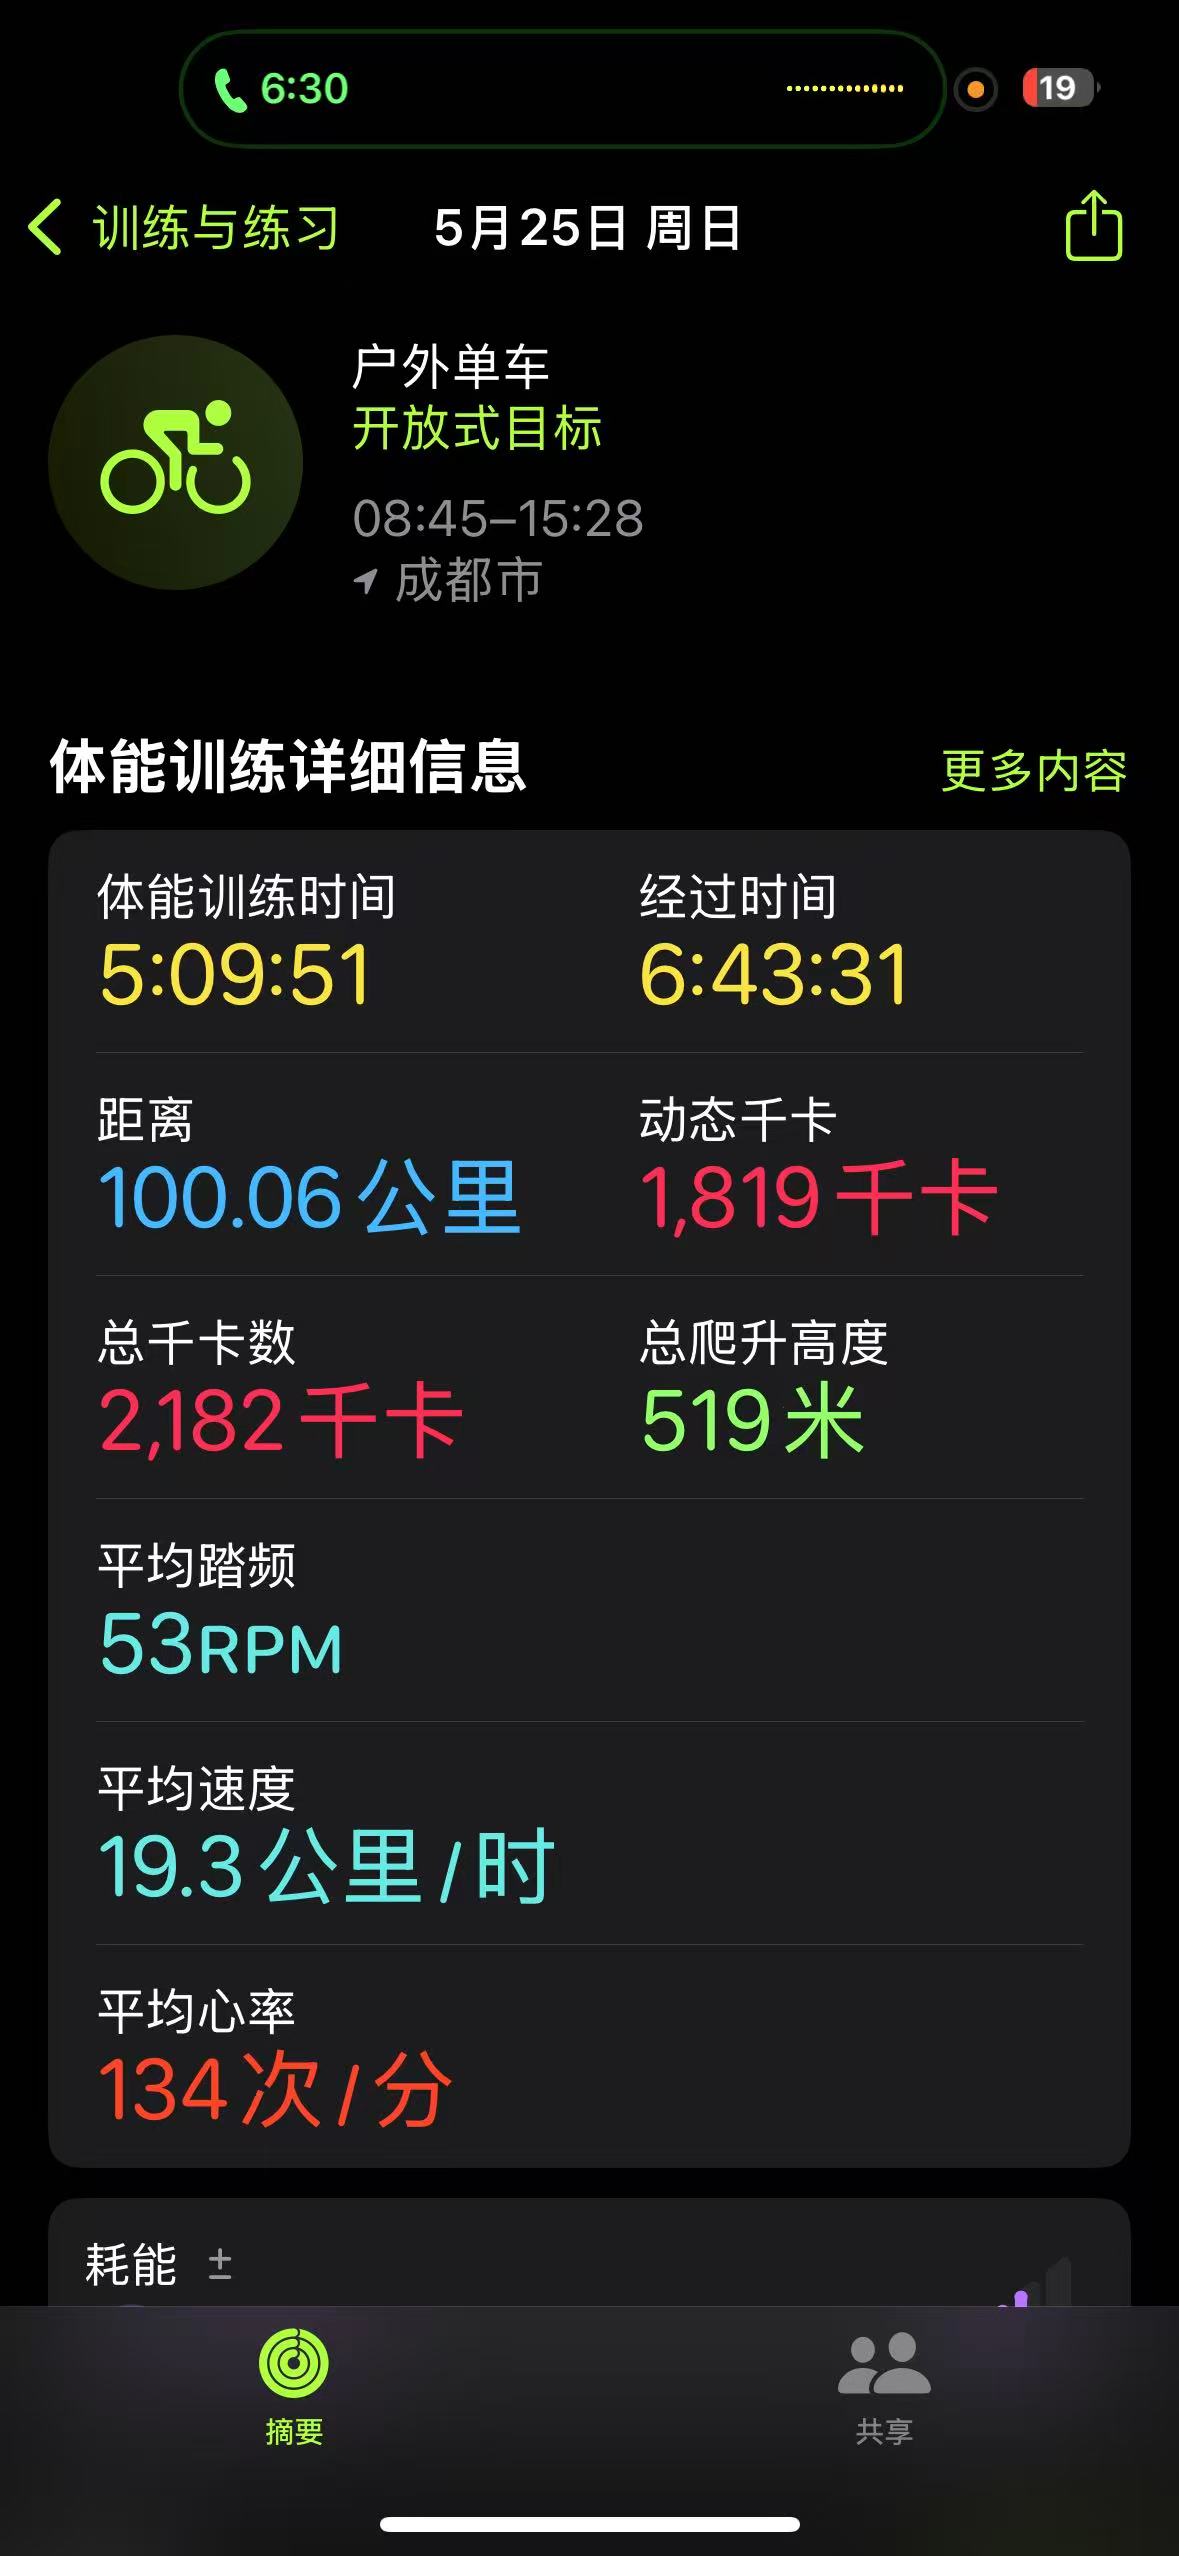 6:30
19
训练与练习
5月25日 周日
户外单车
开放式目标
08:45–15:28
成都市
体能训练详细信息
更多内容
体能训练时间
经过时间
5:09:51
6:43:31
距离
动态千卡
100.06公里
1,819千卡
总千卡数
总爬升高度
2,182千卡
519米
平均踏频
53RPM
平均速度
19.3公里/时
平均心率
134次/分
耗能 ±
摘要
共享